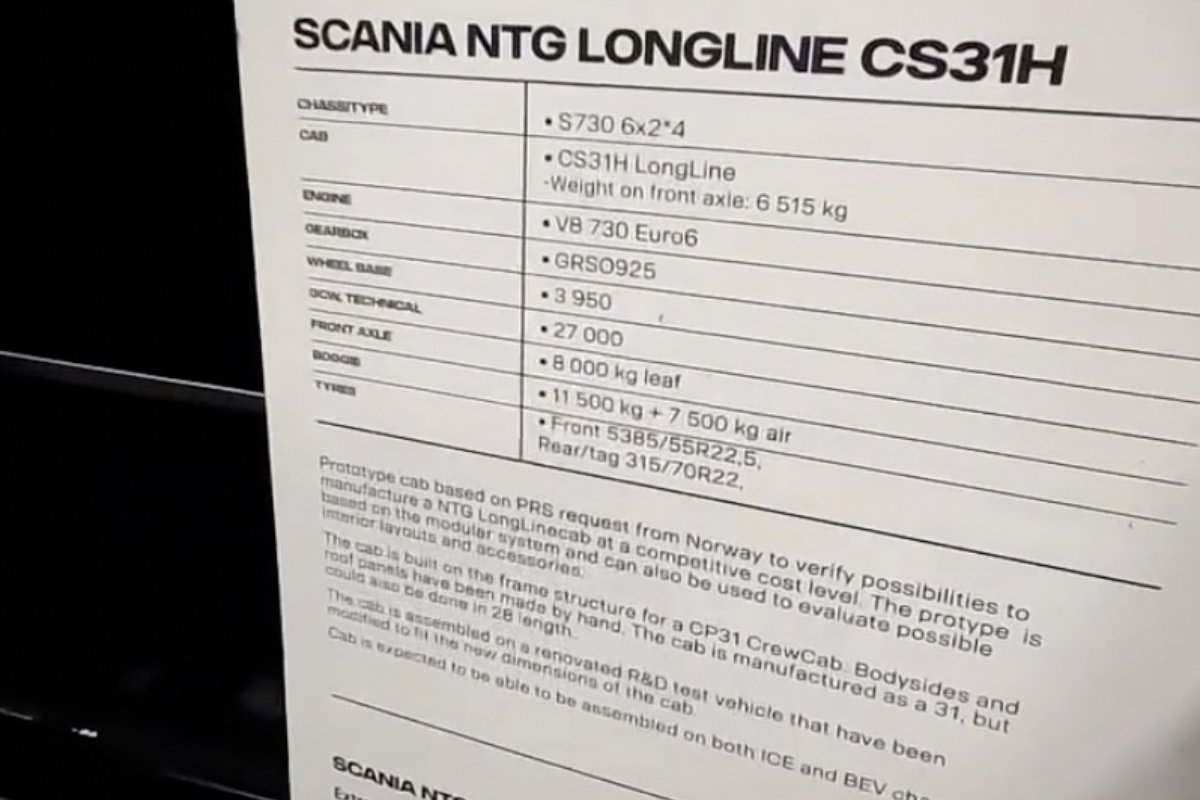 SCANIA NTG LONGLINE CS31H
CHASSITYPE
• S730 6x2*4
CAB
• CS31H LongLine
-Weight on front axle: 6 515 kg
ENGINE
• V8 730 Euro6
GEARBOX
• GRSO925
WHEEL BASE
• 3 950
GCW, TECHNICAL
• 27 000
FRONT AXLE
• 8 000 kg leaf
BOGGIE
• 11 500 kg + 7 500 kg air
TYRES
• Front 5385/55R22,5,
Rear/tag 315/70R22,
Prototype cab based on PRS request from Norway to verify possibilities to
manufacture a NTG LongLinecab at a competitive cost level. The protype is
based on the modular system and can also be used to evaluate possible
interior layouts and accessories.
The cab is built on the frame structure for a CP31 CrewCab. Bodysides and
roof panels have been made by hand. The cab is manufactured as a 31, but
could also be done in 28 length.
The cab is assembled on a renovated R&D test vehicle that have been
modified to fit the new dimensions of the cab.
Cab is expected to be able to be assembled on both ICE and BEV
SCANIA